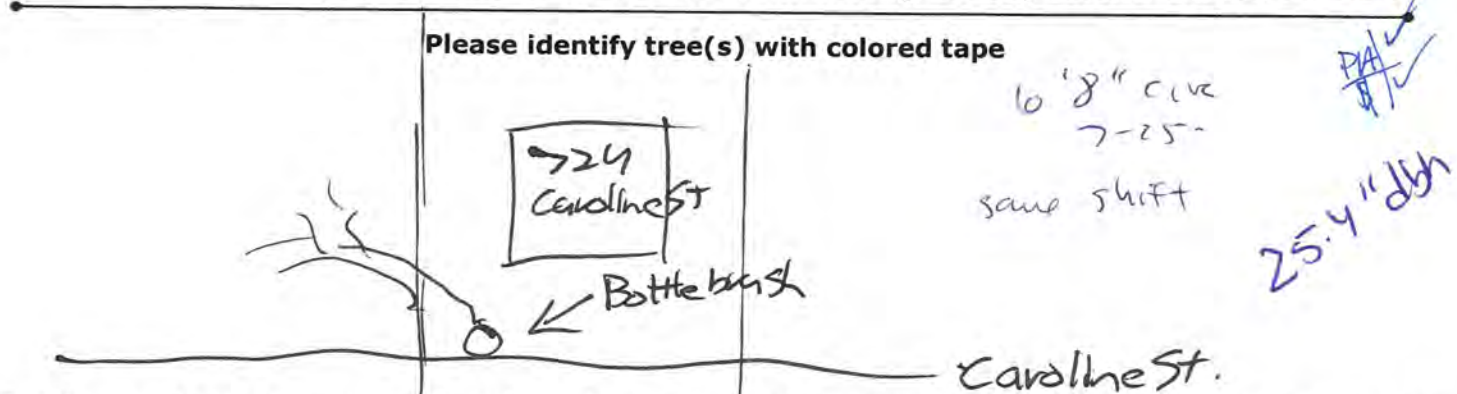 Please identify tree(s) with colored tape
6'8" circ
7-25-
same shift
25.4" dbh
724
Caroline St
Bottlebrush
Caroline St.